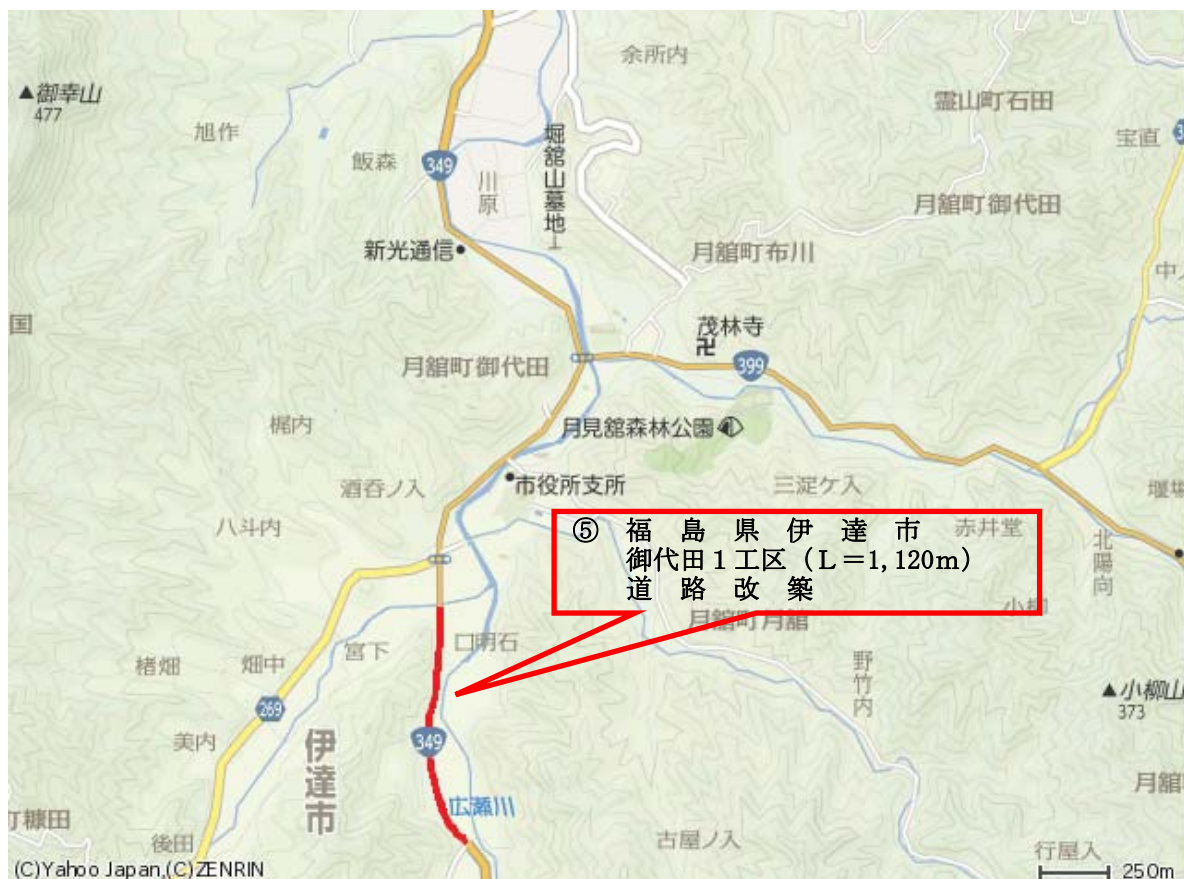 余所内
▲御幸山
477
霊山町石田
旭作
宝直
飯森
349
堀舘山墓地
川原
月舘町御代田
新光通信
月舘町布川
国
茂林寺
月舘町御代田
399
梶内
月見舘森林公園
酒呑ノ入
市役所支所
三淀ケ入
八斗内
⑤ 福島県伊達市
御代田1工区(L=1,120m)
道路改築
赤井堂
北陽向
小柳
月舘町月舘
口明石
宮下
楮畑
畑中
野竹内
▲小柳山
373
269
美内
349
伊達市
広瀬川
町糠田
後田
古屋ノ入
行屋入
(C)Yahoo Japan,(C)ZENRIN
250m